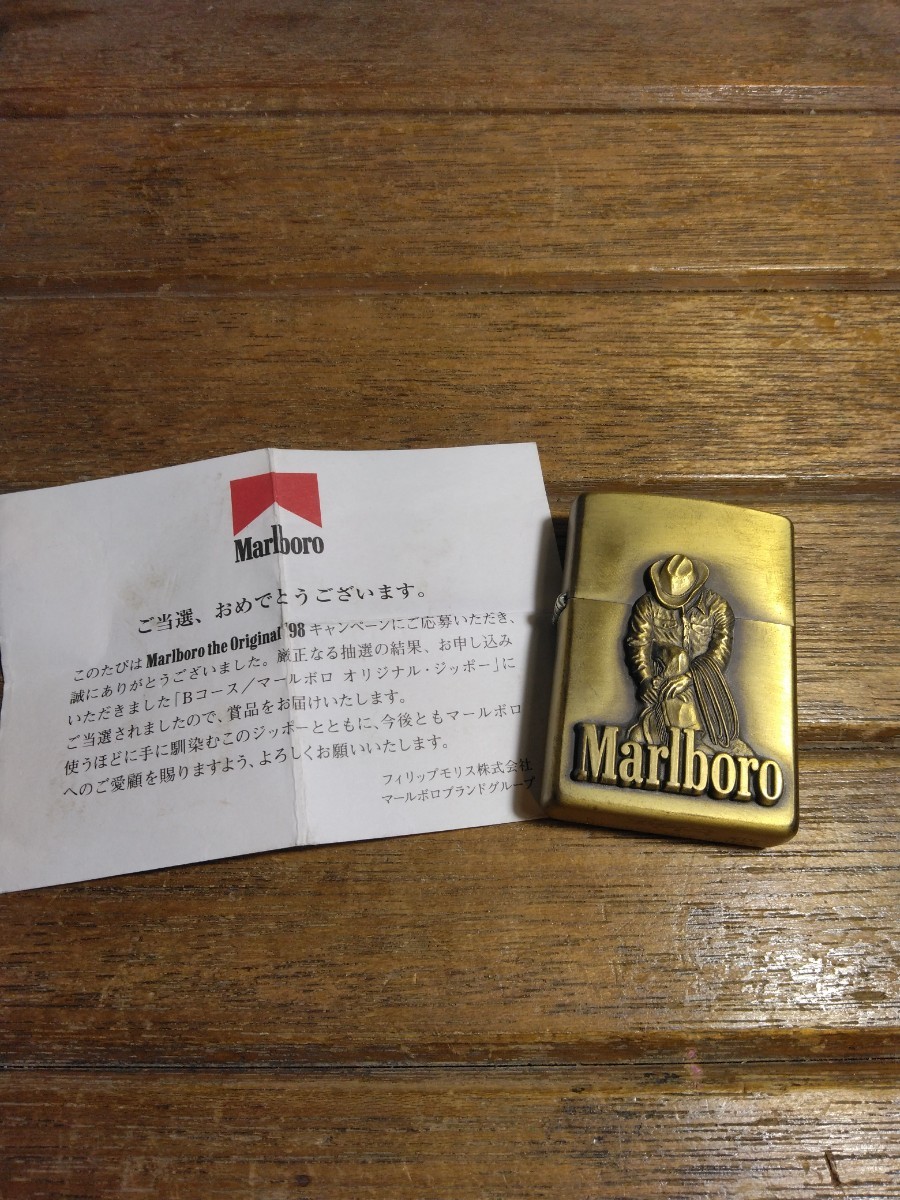 Marlboro
ご当選、おめでとうございます。
このたびは Marlboro the Original '98 キャンペーンにご応募いただき、
誠にありがとうございました。厳正なる抽選の結果、お申し込み
いただきました「Bコース／マールボロ オリジナル・ジッポー」に
ご当選されましたので、賞品をお届けいたします。
使うほどに手に馴染むこのジッポーとともに、今後ともマールボロ
へのご愛顧を賜りますよう、よろしくお願いいたします。
フィリップモリス株式会社
マールボロブランドグループ
Marlboro